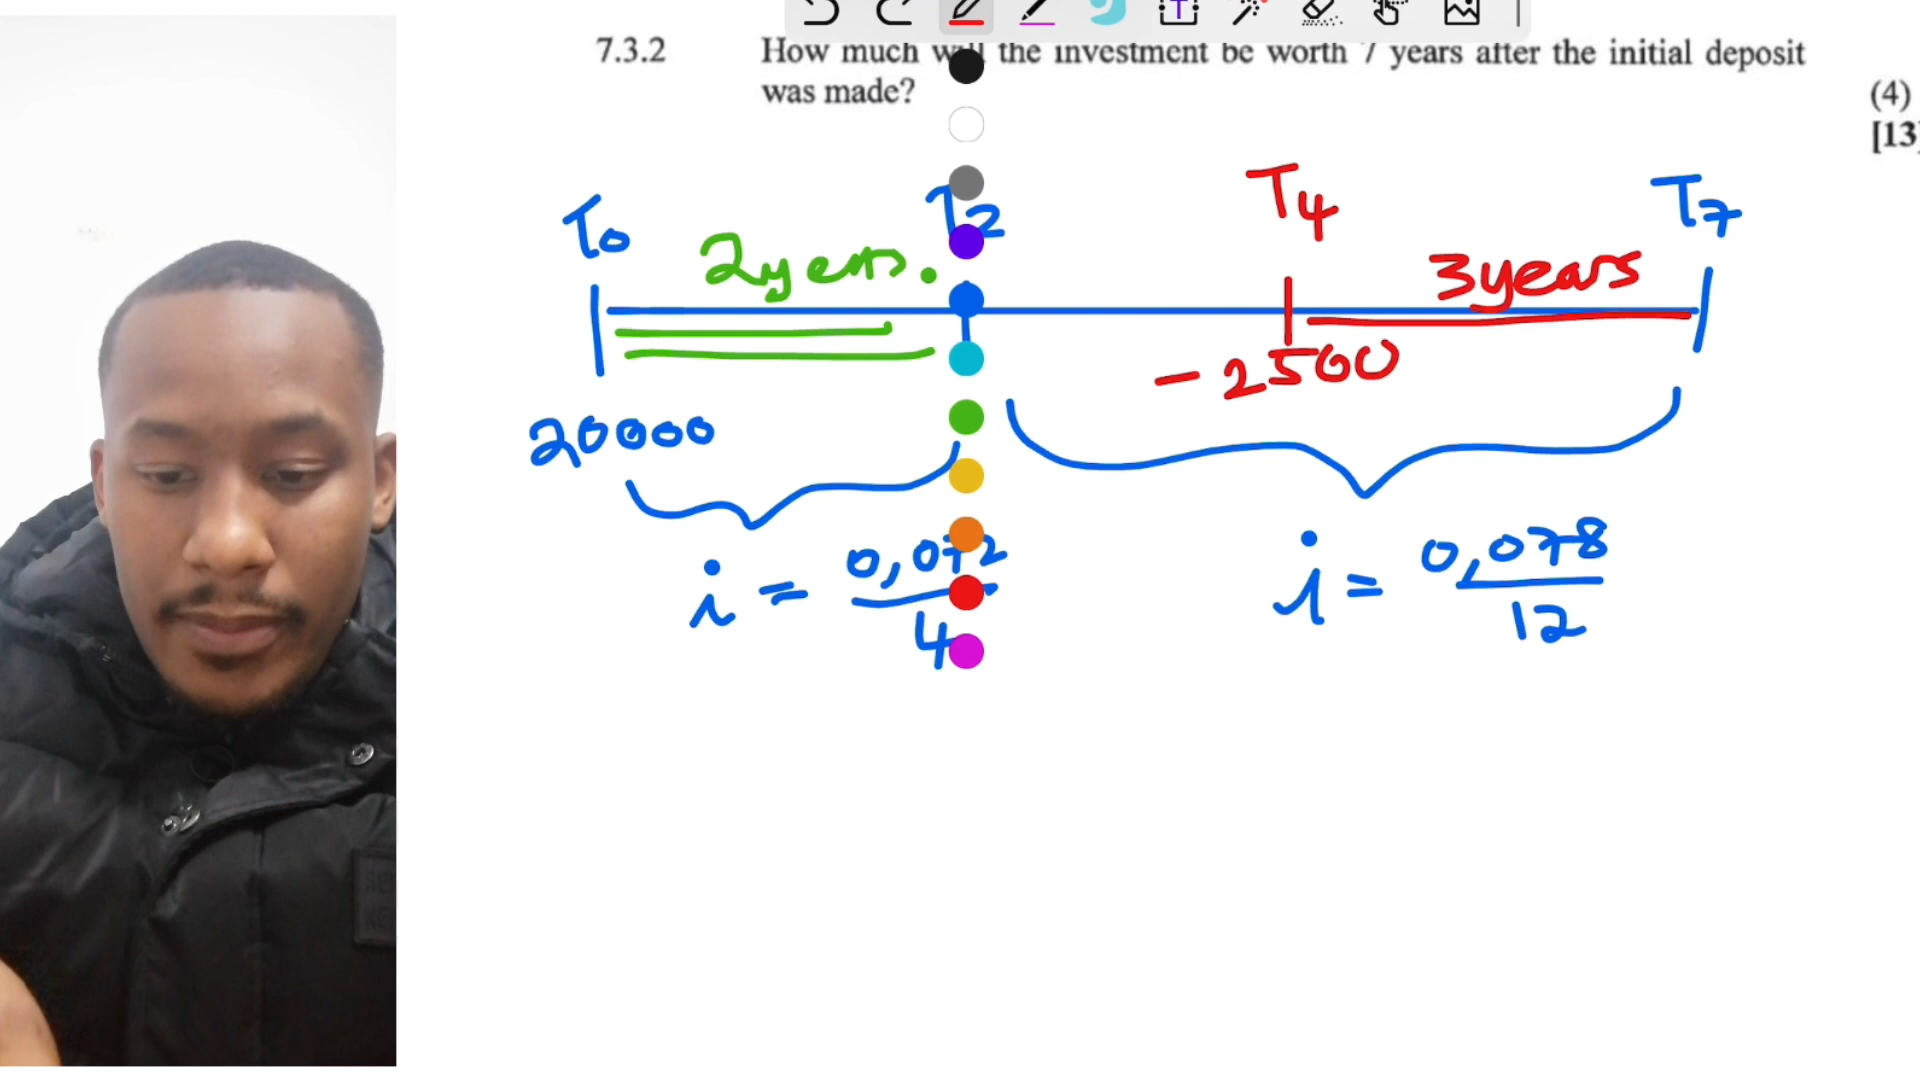 7.3.2 How much will the investment be worth 7 years after the initial deposit
was made?
(4)
[13]
T0 2years. T2 T4 3years T7
20000 - 2500
i = 0,072 / 4 i = 0,078 / 12